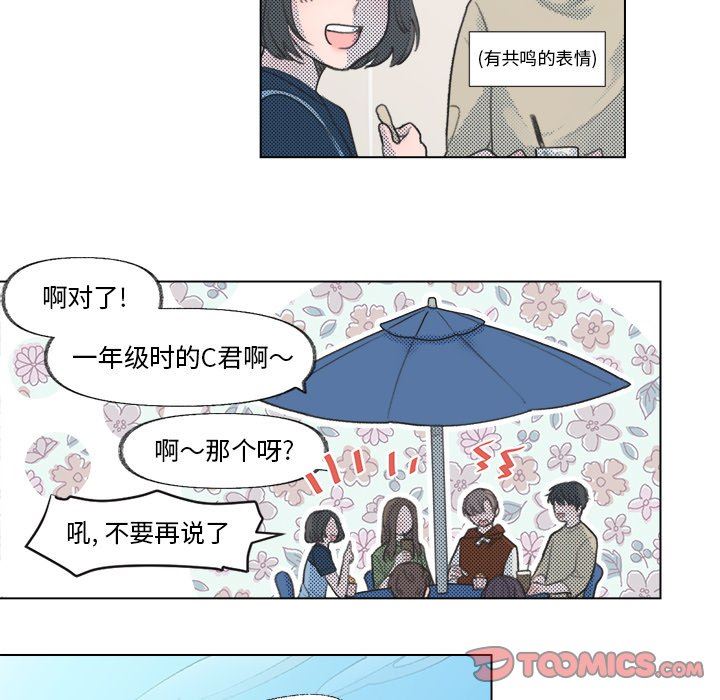 (有共鸣的表情)
啊对了!
一年级时的C君啊～
啊～那个呀?
吼, 不要再说了
TOOMICS.COM